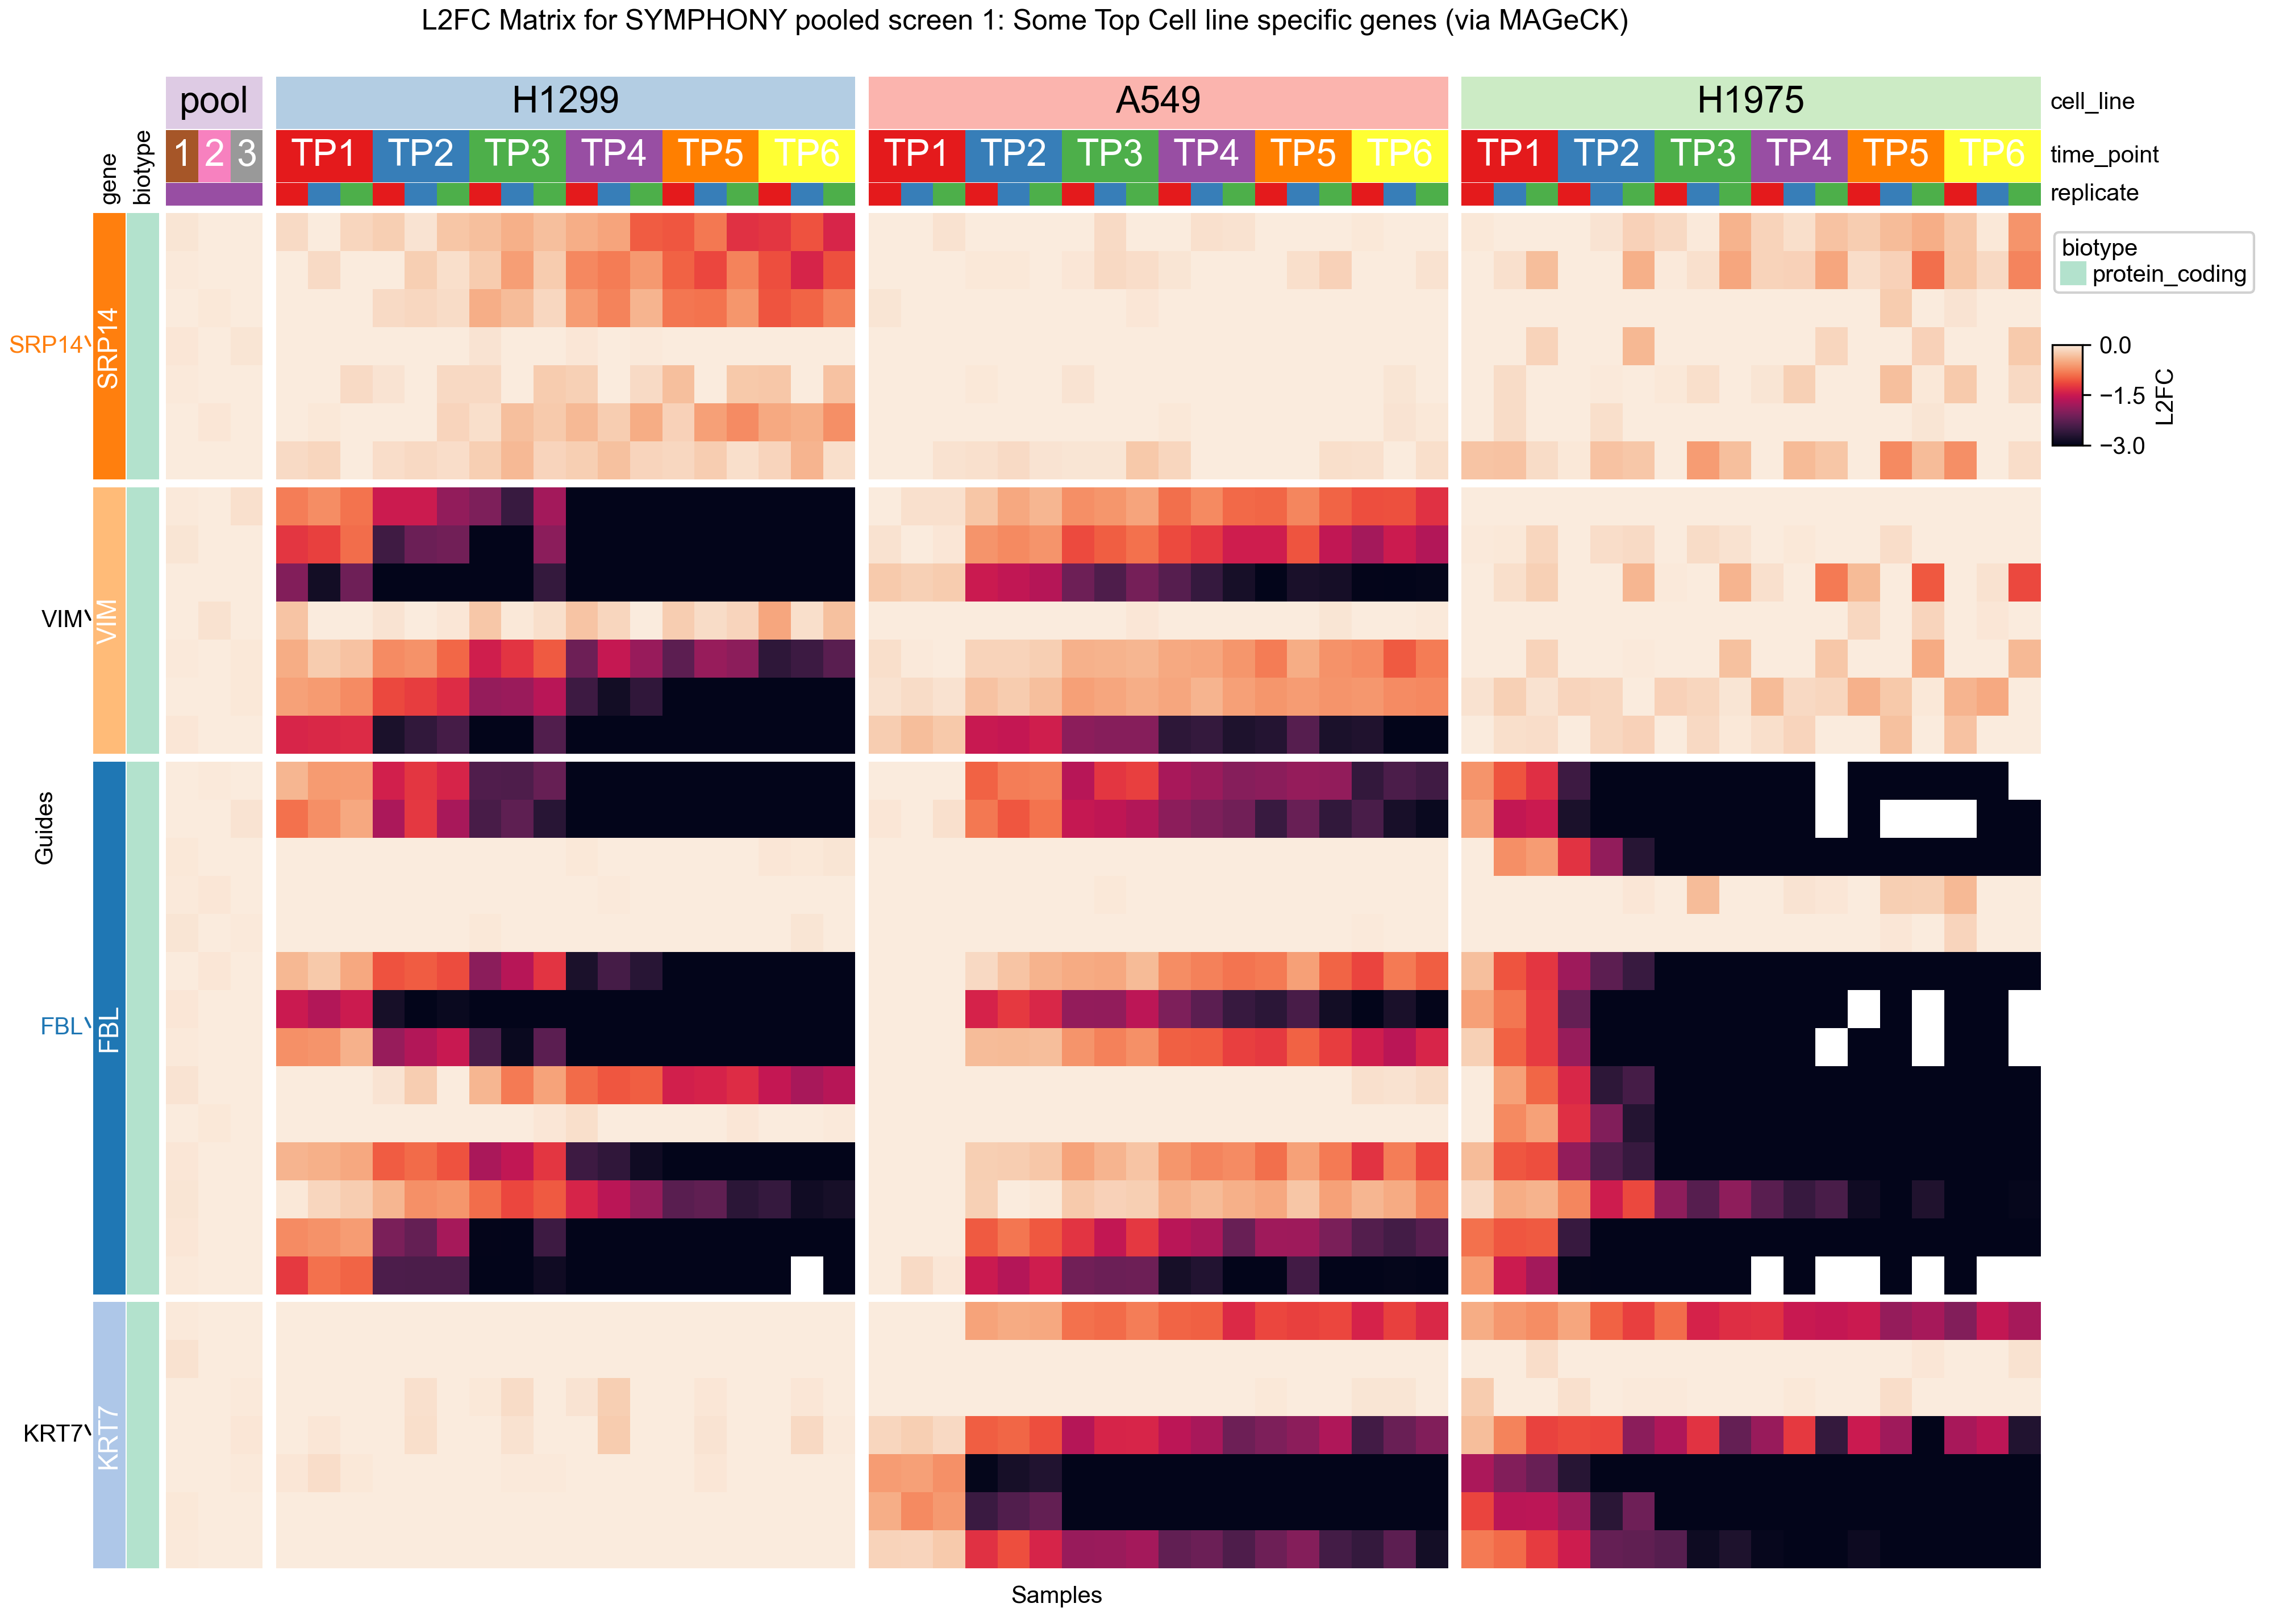 L2FC Matrix for SYMPHONY pooled screen 1: Some Top Cell line specific genes (via MAGeCK)
pool
H1299
A549
H1975
cell_line
1 2 3
TP1 TP2 TP3 TP4 TP5 TP6
TP1 TP2 TP3 TP4 TP5 TP6
TP1 TP2 TP3 TP4 TP5 TP6
time_point
gene
biotype
replicate
biotype
protein_coding
0.0
−1.5
−3.0
L2FC
SRP14
SRP14
VIM
VIM
Guides
FBL
FBL
KRT7
KRT7
Samples